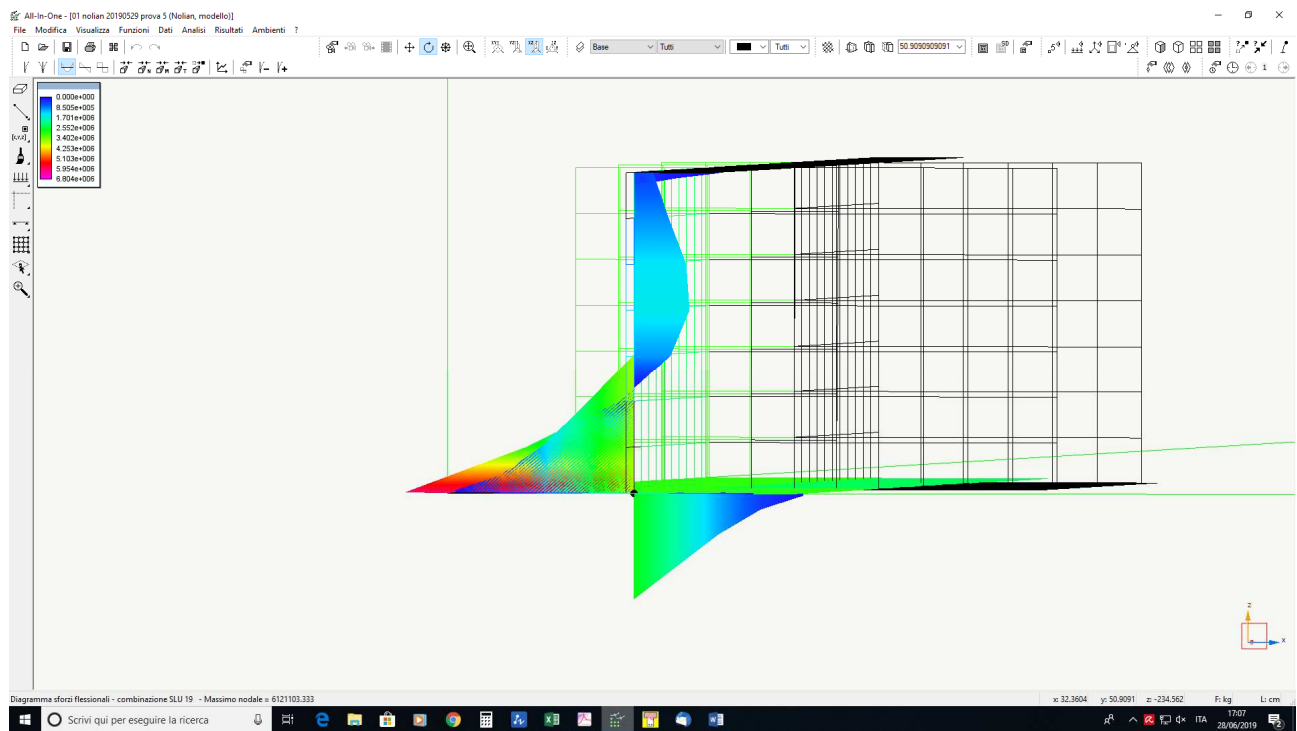 All-In-One - [01 nolian 20190529 prova 5 (Nolian, modello)]
File Modifica Visualizza Funzioni Dati Analisi Risultati Ambienti ?
Base Tutti Tutti 50.9090909091
1
0.000e+000
8.505e+005
1.701e+006
2.552e+006
3.402e+006
4.253e+006
5.103e+006
5.954e+006
6.804e+006
z
x
Diagramma sforzi flessionali - combinazione SLU 19 - Massimo nodale = 6121103.333
x: 32.3604 y: 50.9091 z: -234.562 F: kg L: cm
Scrivi qui per eseguire la ricerca
ITA
17:07
28/06/2019